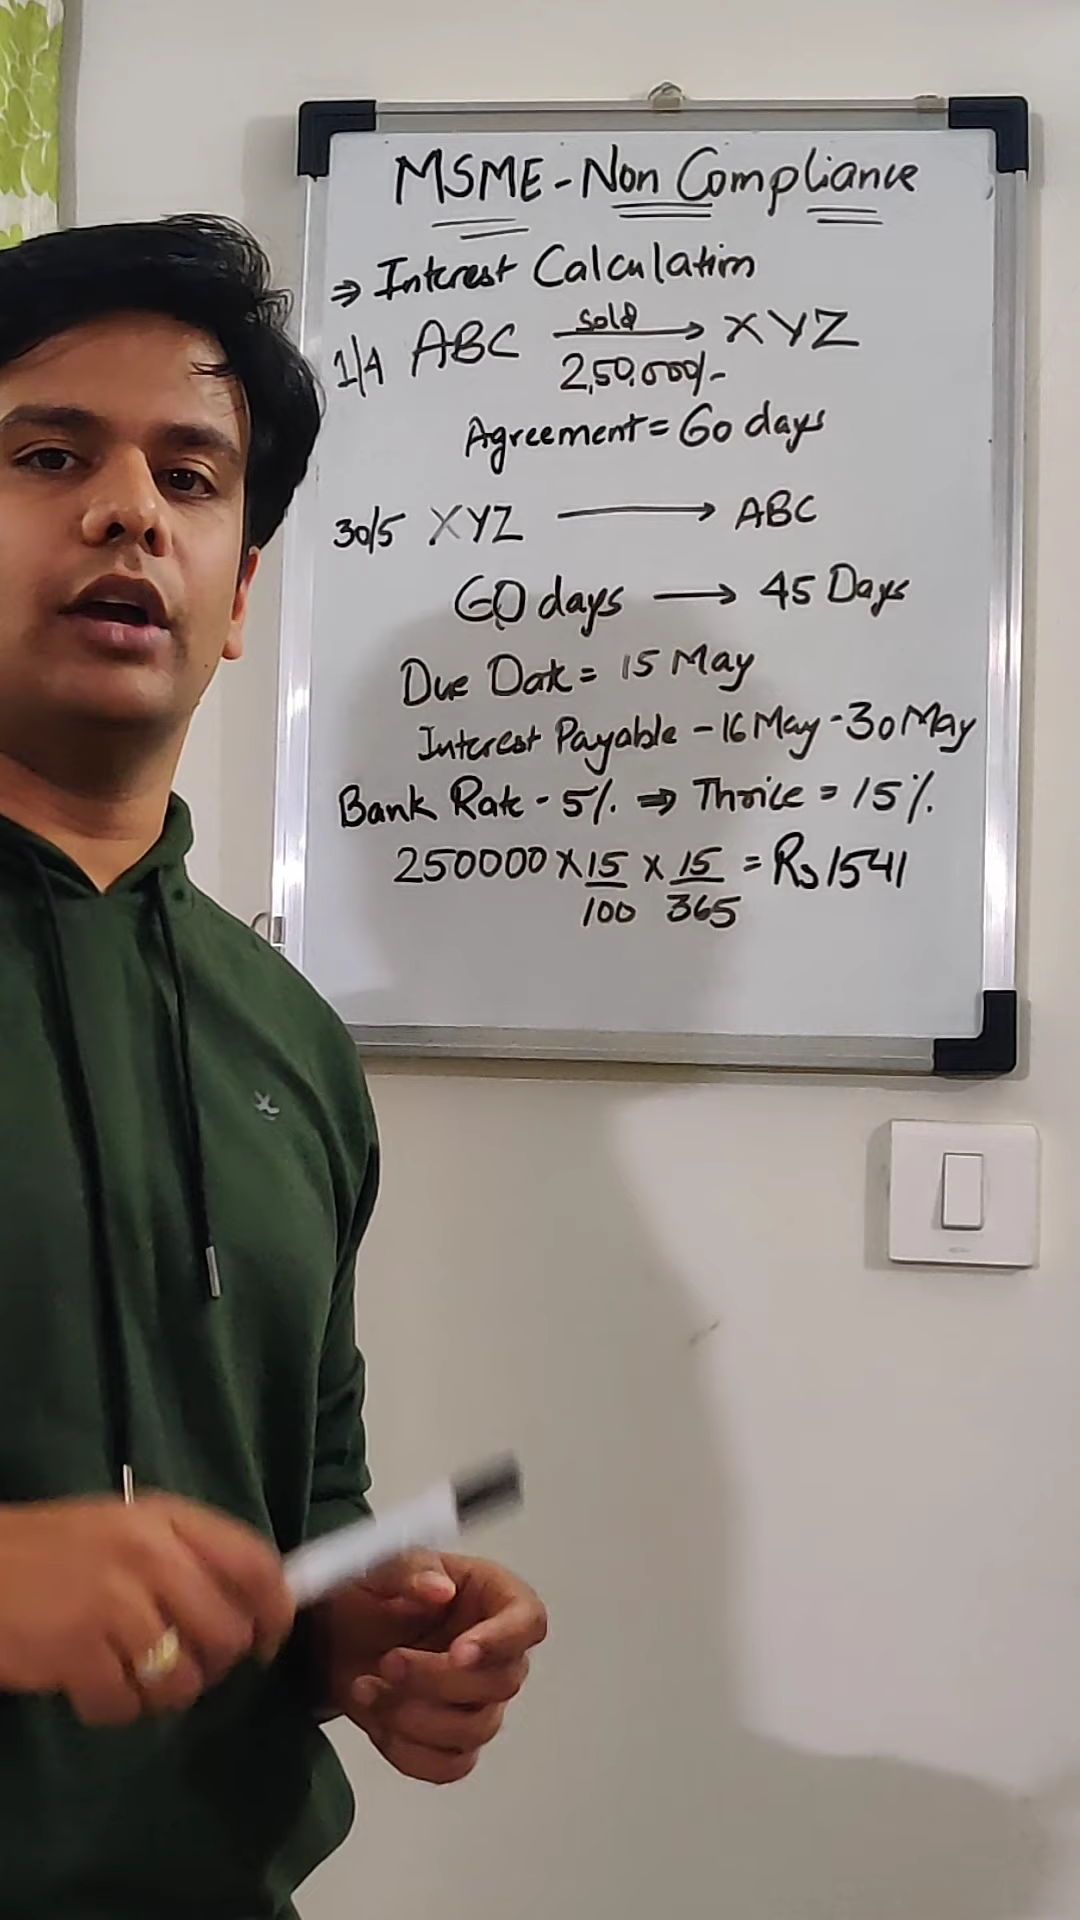 MSME - Non Compliance
⇒ Interest Calculation
1/4 ABC sold → XYZ
2,50,000/-
Agreement = 60 days
30/5 XYZ → ABC
60 days → 45 Days
Due Date = 15 May
Interest Payable - 16 May - 30 May
Bank Rate - 5% ⇒ Thrice = 15%
250000 × 15/100 × 15/365 = Rs 1541